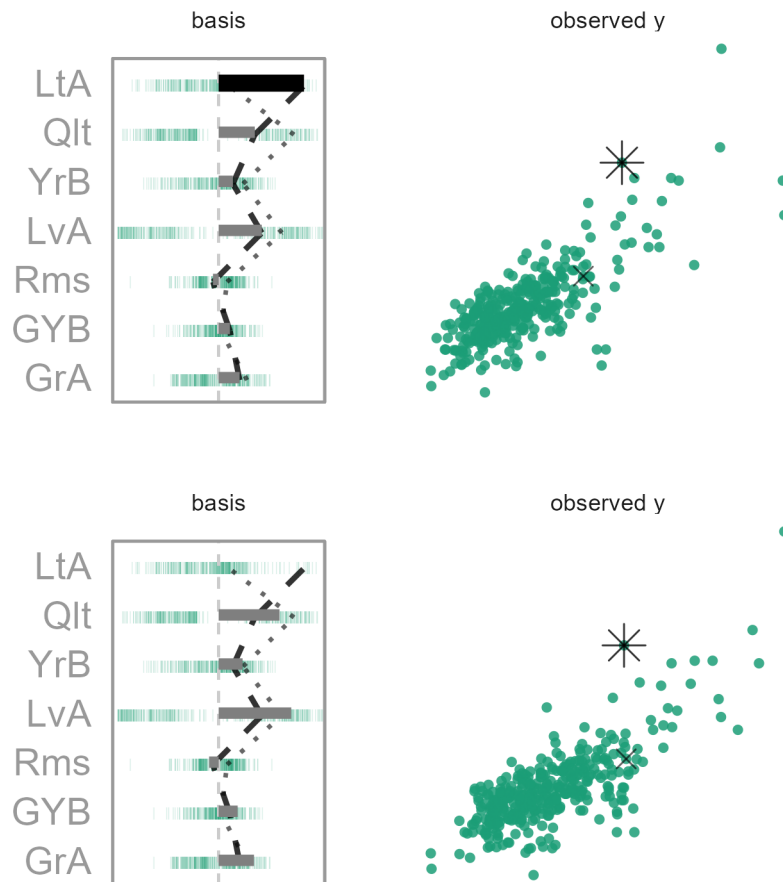 basis
observed y
LtA
Qlt
YrB
LvA
Rms
GYB
GrA
basis
observed y
LtA
Qlt
YrB
LvA
Rms
GYB
GrA